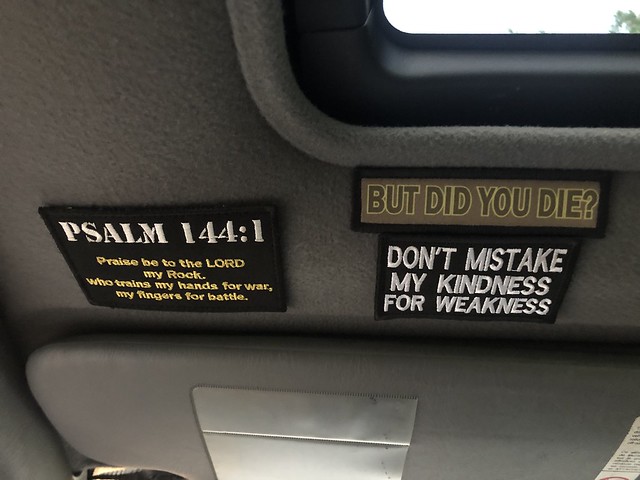 PSALM 144:1
Praise be to the LORD
my Rock.
who trains my hands for war,
my fingers for battle.
BUT DID YOU DIE?
DON'T MISTAKE
MY KINDNESS
FOR WEAKNESS